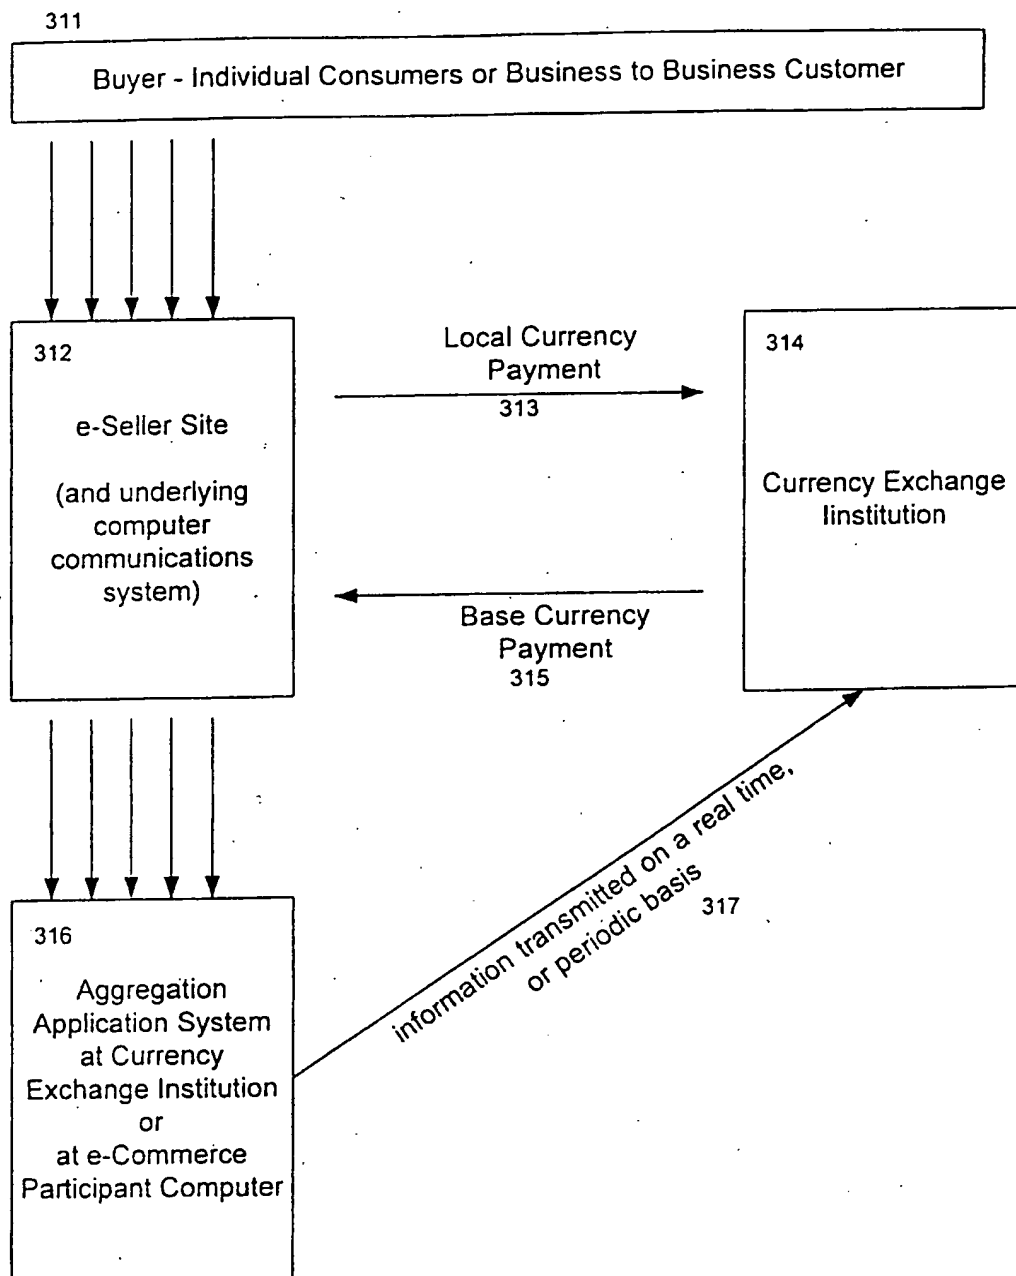 311
Buyer - Individual Consumers or Business to Business Customer
312
e-Seller Site
(and underlying
computer
communications
system)
Local Currency
Payment
313
314
Currency Exchange
Iinstitution
Base Currency
Payment
315
information transmitted on a real time,
or periodic basis
317
316
Aggregation
Application System
at Currency
Exchange Institution
or
at e-Commerce
Participant Computer